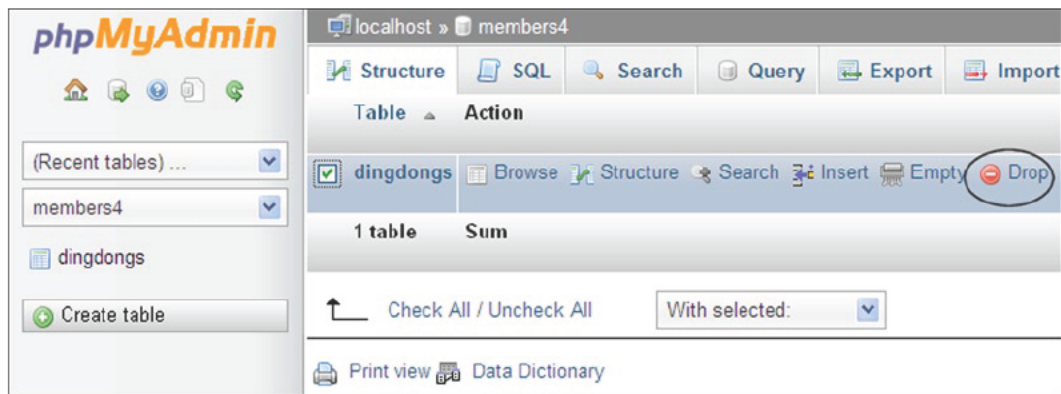 phpMyAdmin
(Recent tables) ...
members4
dingdongs
Create table
localhost » members4
Structure SQL Search Query Export Import
Table Action
dingdongs Browse Structure Search Insert Empty Drop
1 table Sum
Check All / Uncheck All With selected:
Print view Data Dictionary